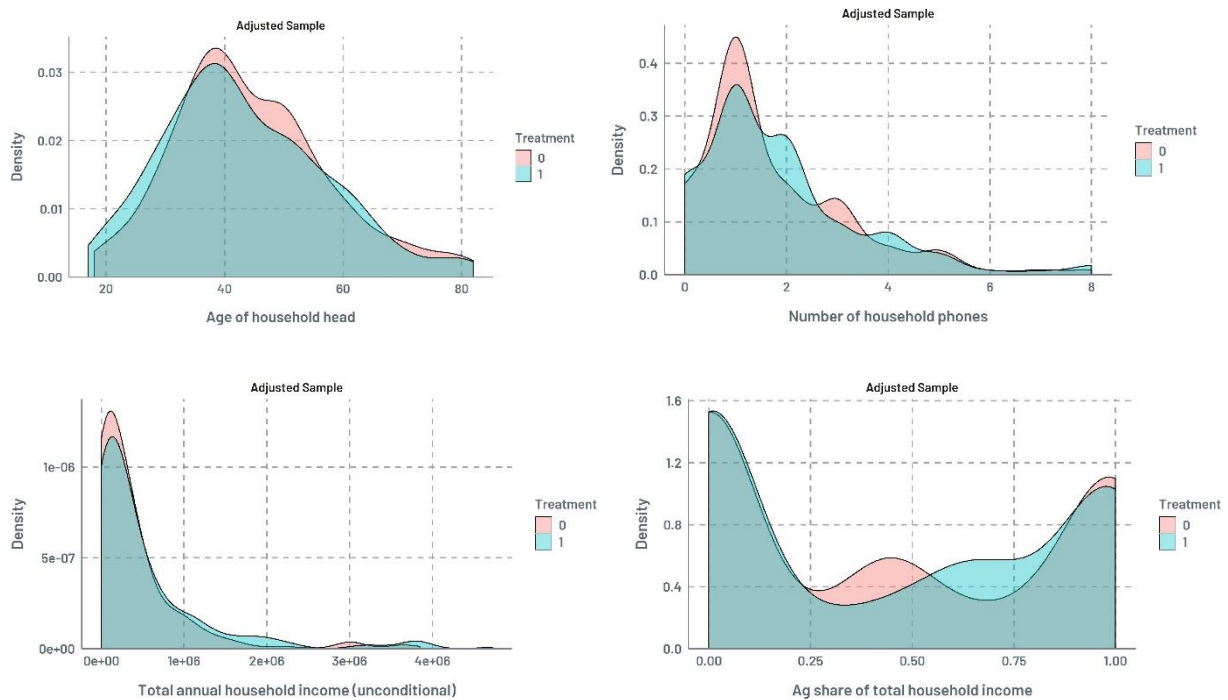 Adjusted Sample
Density
0.03
0.02
0.01
0.00
20 40 60 80
Age of household head
Treatment
0
1
Adjusted Sample
Density
0.4
0.3
0.2
0.1
0.0
0 2 4 6 8
Number of household phones
Treatment
0
1
Adjusted Sample
Density
1e-06
5e-07
0e+00
0e+00 1e+06 2e+06 3e+06 4e+06
Total annual household income (unconditional)
Treatment
0
1
Adjusted Sample
Density
1.6
1.2
0.8
0.4
0.0
0.00 0.25 0.50 0.75 1.00
Ag share of total household income
Treatment
0
1